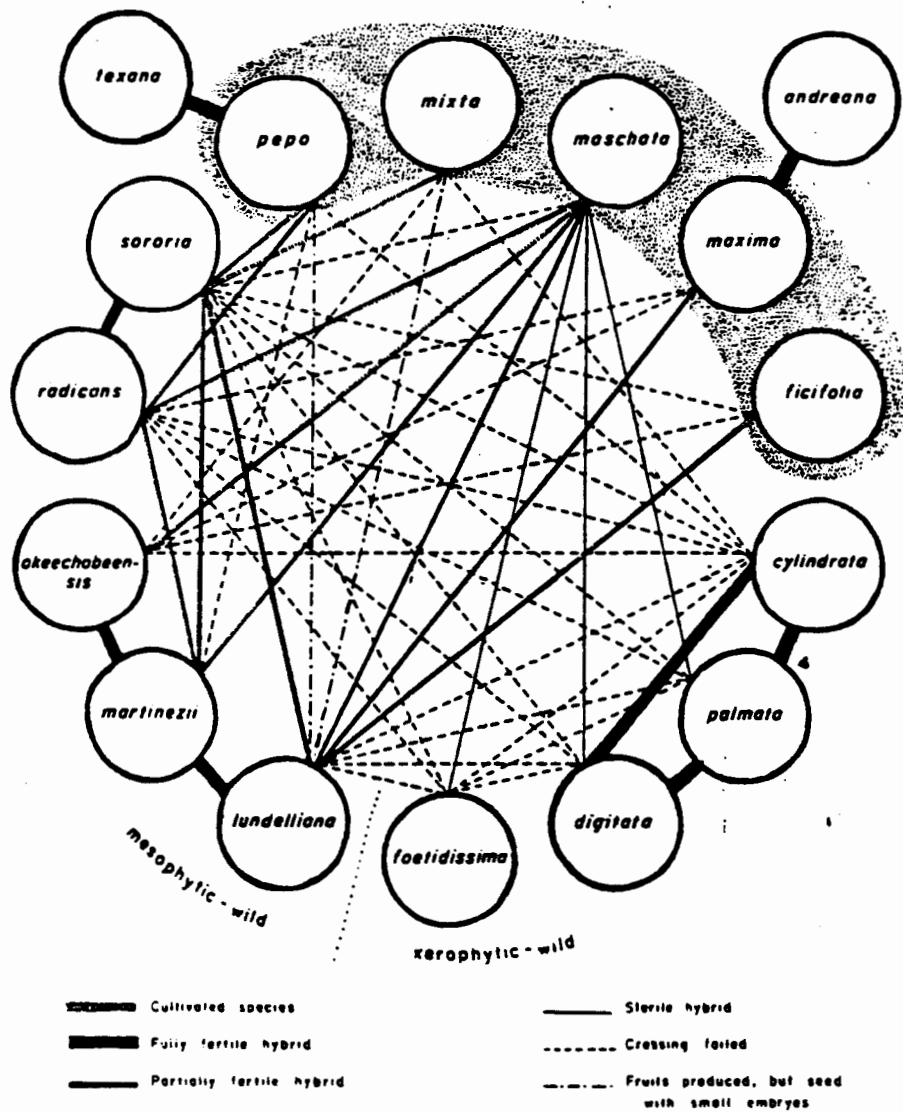 texana
mixta
andreana
pepo
moschata
sororia
maxima
radicans
ficifolia
okeechobeen-
sis
cylindrata
martinezii
palmata
lundelliana
foetidissima
digitata
mesophytic-wild
xerophytic-wild
Cultivated species
Fully fertile hybrid
Partially fertile hybrid
Sterile hybrid
Crossing failed
Fruits produced, but seed
with small embryos